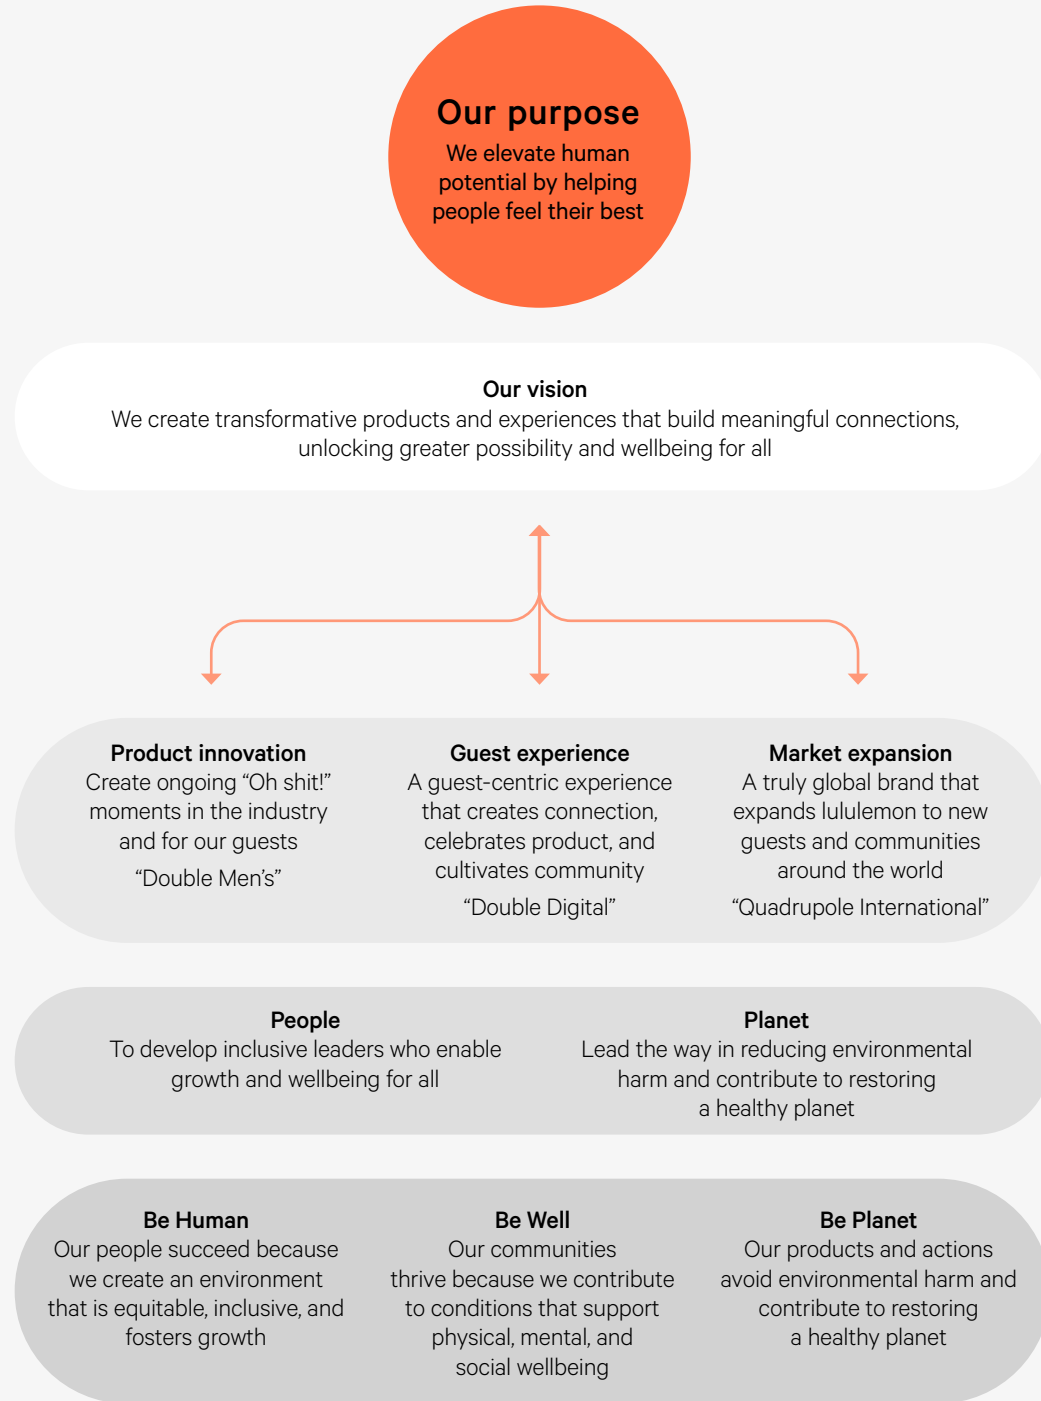 Our purpose
We elevate human
potential by helping
people feel their best
Our vision
We create transformative products and experiences that build meaningful connections,
unlocking greater possibility and wellbeing for all
Product innovation
Create ongoing “Oh shit!”
moments in the industry
and for our guests
“Double Men’s”
Guest experience
A guest-centric experience
that creates connection,
celebrates product, and
cultivates community
“Double Digital”
Market expansion
A truly global brand that
expands lululemon to new
guests and communities
around the world
“Quadrupole International”
People
To develop inclusive leaders who enable
growth and wellbeing for all
Planet
Lead the way in reducing environmental
harm and contribute to restoring
a healthy planet
Be Human
Our people succeed because
we create an environment
that is equitable, inclusive, and
fosters growth
Be Well
Our communities
thrive because we contribute
to conditions that support
physical, mental, and
social wellbeing
Be Planet
Our products and actions
avoid environmental harm and
contribute to restoring
a healthy planet